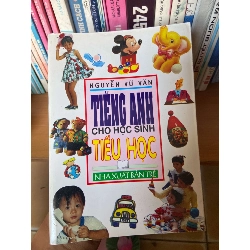 NGUYỄN VŨ VĂN
TIẾNG ANH
CHO HỌC SINH
TIỂU HỌC
NHÀ XUẤT BẢN TRẺ